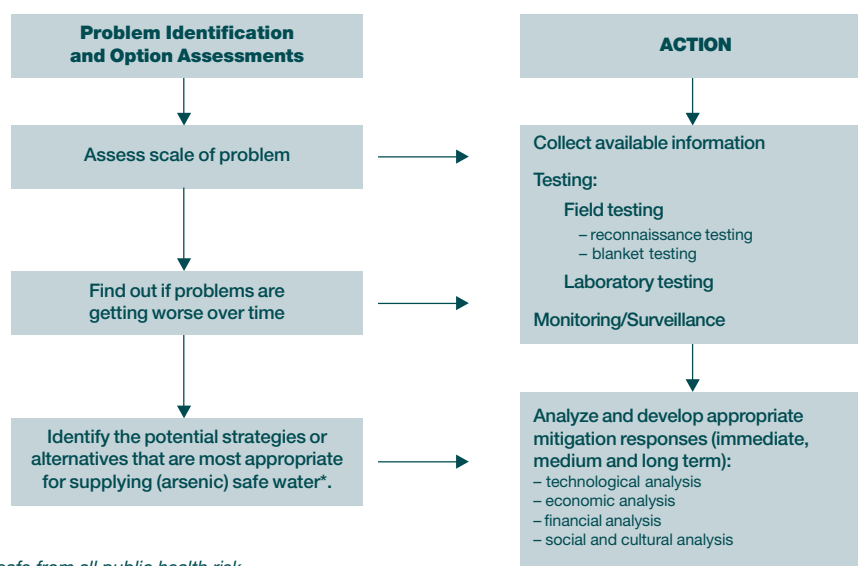 Problem Identification
and Option Assessments
Assess scale of problem
Find out if problems are
getting worse over time
Identify the potential strategies or
alternatives that are most appropriate
for supplying (arsenic) safe water*.
ACTION
Collect available information
Testing:
Field testing
– reconnaissance testing
– blanket testing
Laboratory testing
Monitoring/Surveillance
Analyze and develop appropriate
mitigation responses (immediate,
medium and long term):
– technological analysis
– economic analysis
– financial analysis
– social and cultural analysis
safe from all public health risk